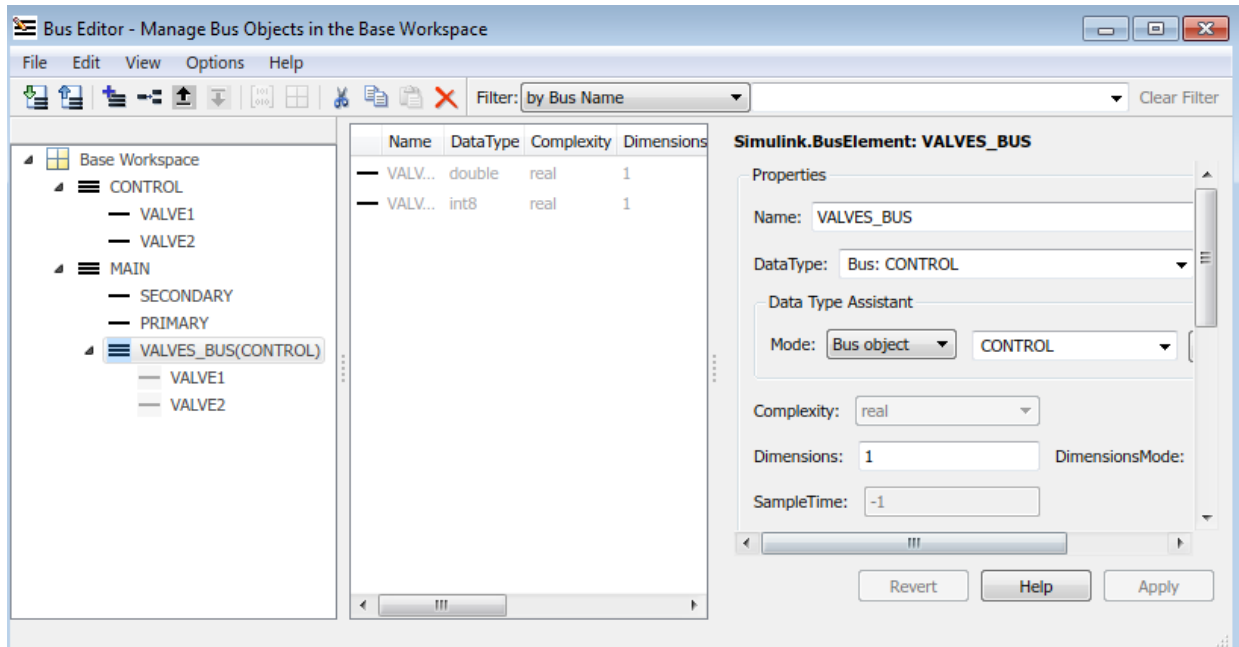 Bus Editor - Manage Bus Objects in the Base Workspace
File Edit View Options Help
Filter: by Bus Name Clear Filter
Base Workspace
CONTROL
VALVE1
VALVE2
MAIN
SECONDARY
PRIMARY
VALVES_BUS(CONTROL)
VALVE1
VALVE2
Name DataType Complexity Dimensions
VALV... double real 1
VALV... int8 real 1
Simulink.BusElement: VALVES_BUS
Properties
Name: VALVES_BUS
DataType: Bus: CONTROL
Data Type Assistant
Mode: Bus object CONTROL
Complexity: real
Dimensions: 1 DimensionsMode:
SampleTime: -1
Revert Help Apply